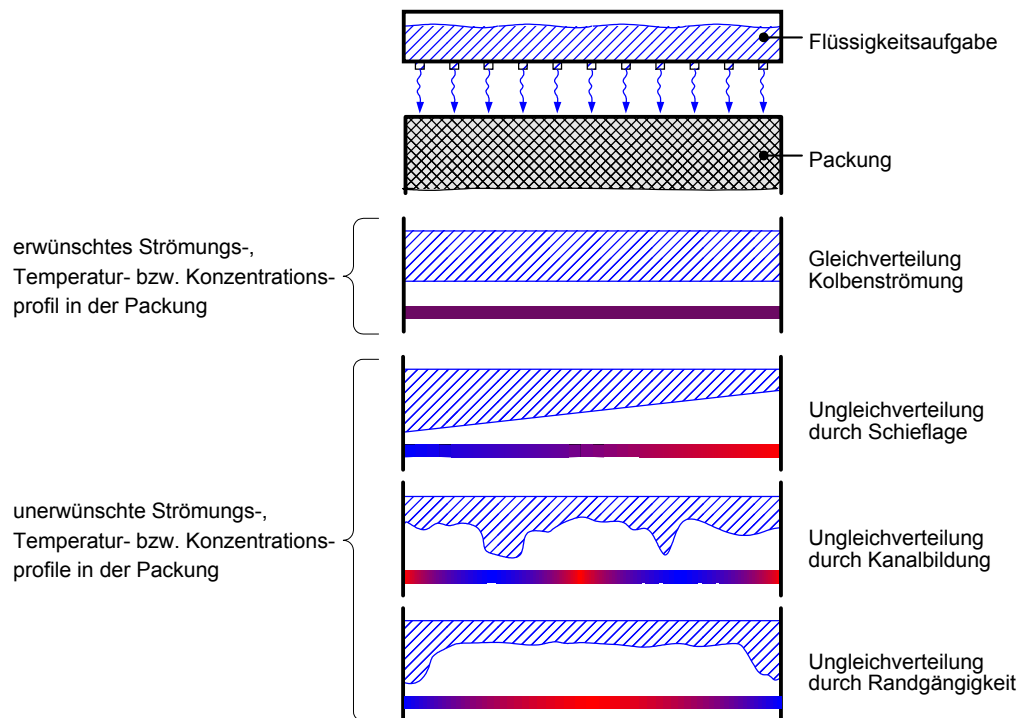 Flüssigkeitsaufgabe
Packung
erwünschtes Strömungs-,
Temperatur- bzw. Konzentrations-
profil in der Packung
Gleichverteilung
Kolbenströmung
Ungleichverteilung
durch Schieflage
unerwünschte Strömungs-,
Temperatur- bzw. Konzentrations-
profile in der Packung
Ungleichverteilung
durch Kanalbildung
Ungleichverteilung
durch Randgängigkeit